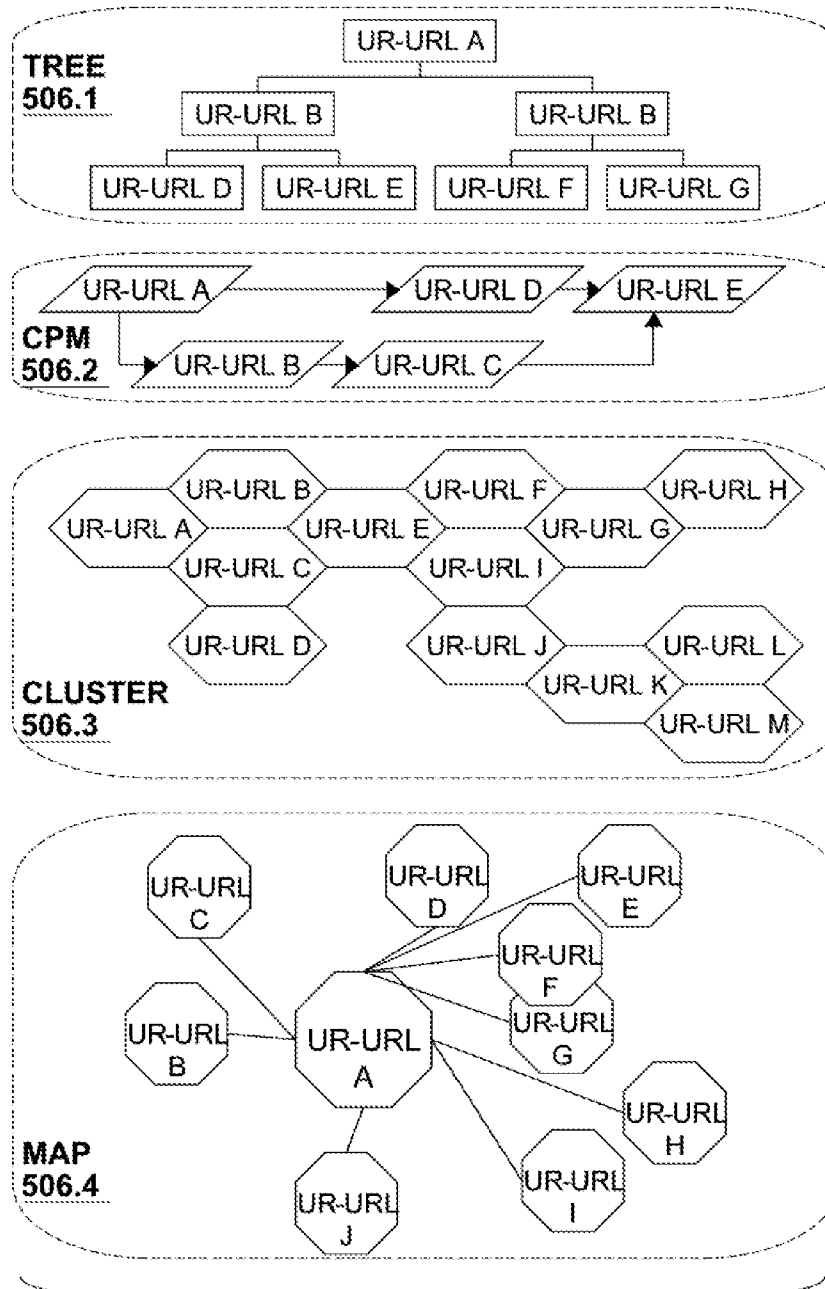 TREE
506.1
UR-URL A
UR-URL B
UR-URL B
UR-URL D
UR-URL E
UR-URL F
UR-URL G
CPM
506.2
UR-URL A
UR-URL D
UR-URL E
UR-URL B
UR-URL C
CLUSTER
506.3
UR-URL B
UR-URL F
UR-URL H
UR-URL A
UR-URL E
UR-URL G
UR-URL C
UR-URL I
UR-URL D
UR-URL J
UR-URL L
UR-URL K
UR-URL M
MAP
506.4
UR-URL
C
UR-URL
D
UR-URL
E
UR-URL
F
UR-URL
B
UR-URL
A
UR-URL
G
UR-URL
H
UR-URL
I
UR-URL
J